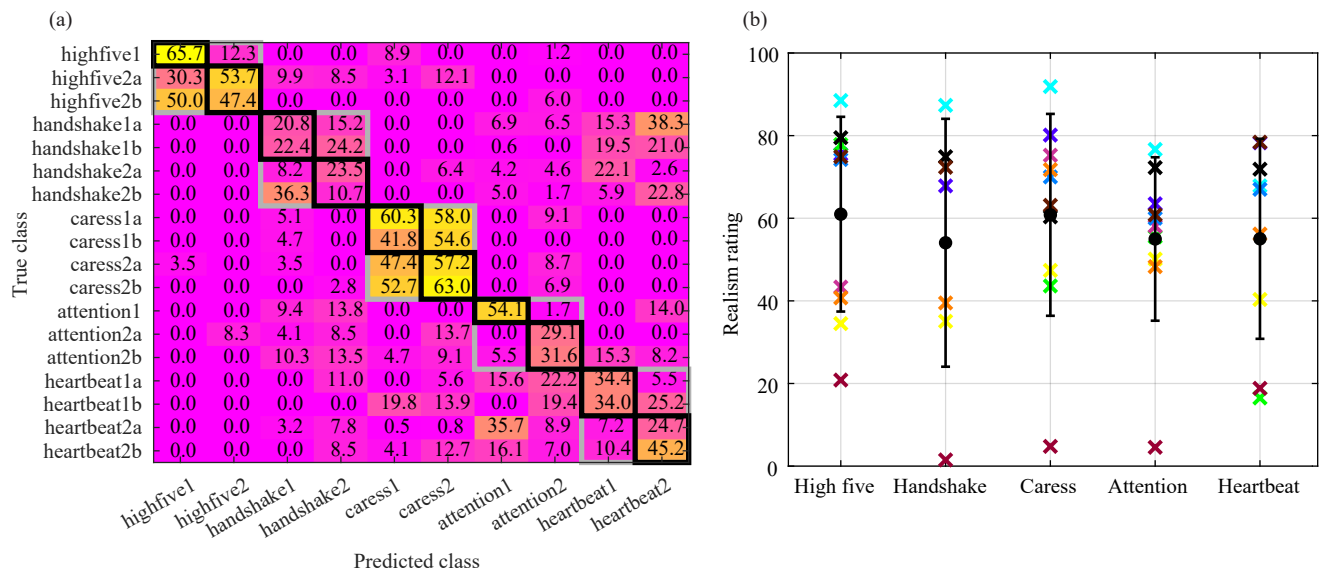 (a)
highfive1 65.7 12.3 0.0 0.0 8.9 0.0 0.0 1.2 0.0 0.0
highfive2a 30.3 53.7 9.9 8.5 3.1 12.1 0.0 0.0 0.0 0.0
highfive2b 50.0 47.4 0.0 0.0 0.0 0.0 0.0 6.0 0.0 0.0
handshake1a 0.0 0.0 20.8 15.2 0.0 0.0 6.9 6.5 15.3 38.3
handshake1b 0.0 0.0 22.4 24.2 0.0 0.0 0.6 0.0 19.5 21.0
handshake2a 0.0 0.0 8.2 23.5 0.0 6.4 4.2 4.6 22.1 2.6
handshake2b 0.0 0.0 36.3 10.7 0.0 0.0 5.0 1.7 5.9 22.8
caress1a 0.0 0.0 5.1 0.0 60.3 58.0 0.0 9.1 0.0 0.0
caress1b 0.0 0.0 4.7 0.0 41.8 54.6 0.0 0.0 0.0 0.0
caress2a 3.5 0.0 3.5 0.0 47.4 57.2 0.0 8.7 0.0 0.0
caress2b 0.0 0.0 0.0 2.8 52.7 63.0 0.0 6.9 0.0 0.0
attention1 0.0 0.0 9.4 13.8 0.0 0.0 54.1 1.7 0.0 14.0
attention2a 0.0 8.3 4.1 8.5 0.0 13.7 0.0 29.1 0.0 0.0
attention2b 0.0 0.0 10.3 13.5 4.7 9.1 5.5 31.6 15.3 8.2
heartbeat1a 0.0 0.0 0.0 11.0 0.0 5.6 15.6 22.2 34.4 5.5
heartbeat1b 0.0 0.0 0.0 0.0 19.8 13.9 0.0 19.4 34.0 25.2
heartbeat2a 0.0 0.0 3.2 7.8 0.5 0.8 35.7 8.9 7.2 24.7
heartbeat2b 0.0 0.0 0.0 8.5 4.1 12.7 16.1 7.0 10.4 45.2
True class
highfive1 highfive2 handshake1 handshake2 caress1 caress2 attention1 attention2 heartbeat1 heartbeat2
Predicted class
(b)
100
80
60
40
20
0
Realism rating
High five Handshake Caress Attention Heartbeat